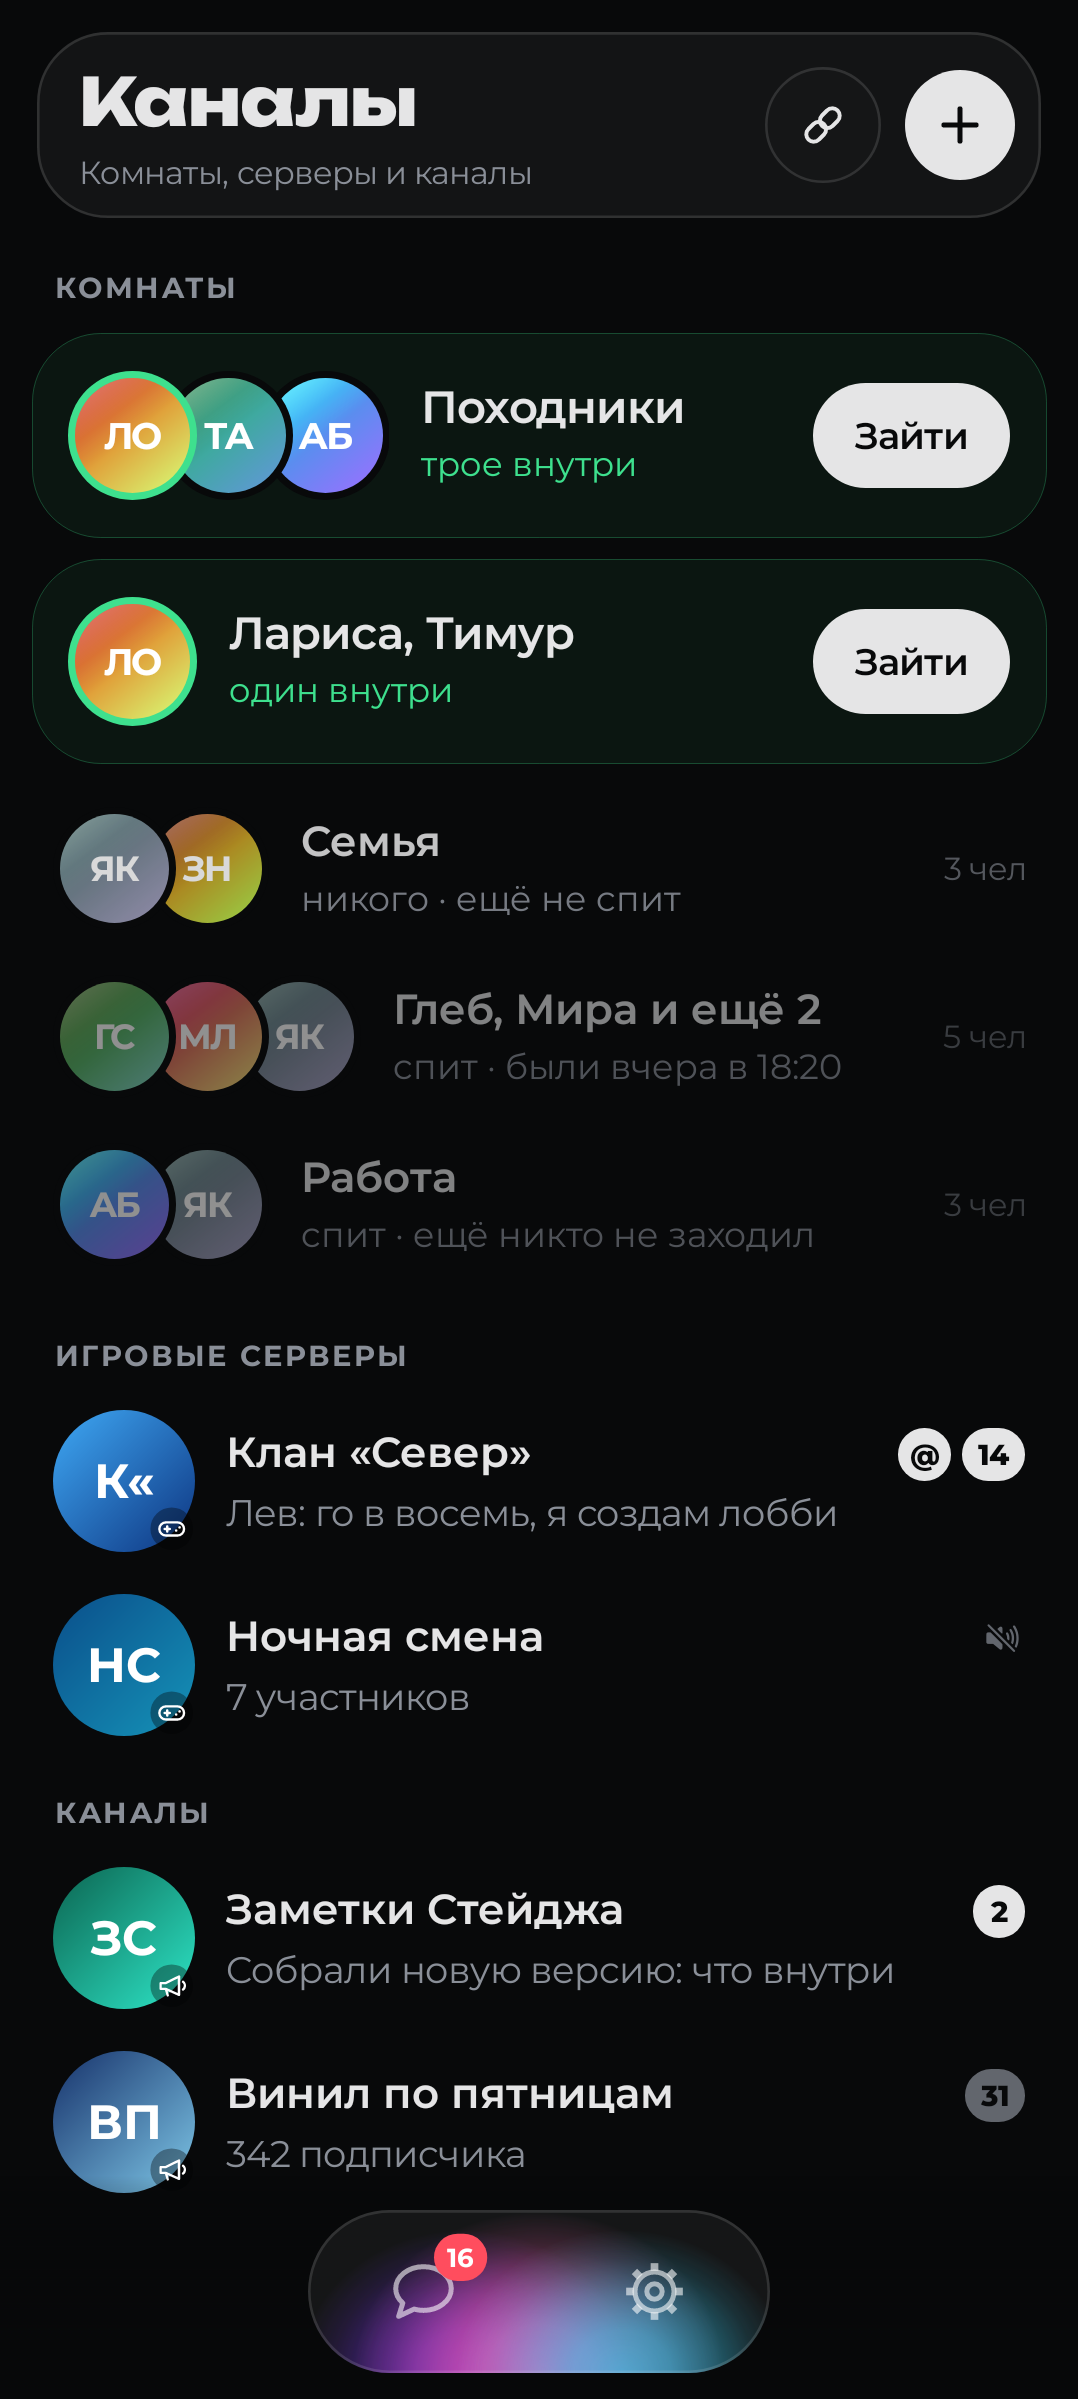 Каналы
Комнаты, серверы и каналы
КОМНАТЫ
ЛО ТА АБ
Походники
трое внутри
Зайти
ЛО
Лариса, Тимур
один внутри
Зайти
ЯК ЗН
Семья
никого · ещё не спит
3 чел
ГС МЛ ЯК
Глеб, Мира и ещё 2
спит · были вчера в 18:20
5 чел
АБ ЯК
Работа
спит · ещё никто не заходил
3 чел
ИГРОВЫЕ СЕРВЕРЫ
К«
Клан «Север»
@ 14
Лев: го в восемь, я создам лобби
НС
Ночная смена
7 участников
КАНАЛЫ
ЗС
Заметки Стейджа
2
Собрали новую версию: что внутри
ВП
Винил по пятницам
31
342 подписчика
16